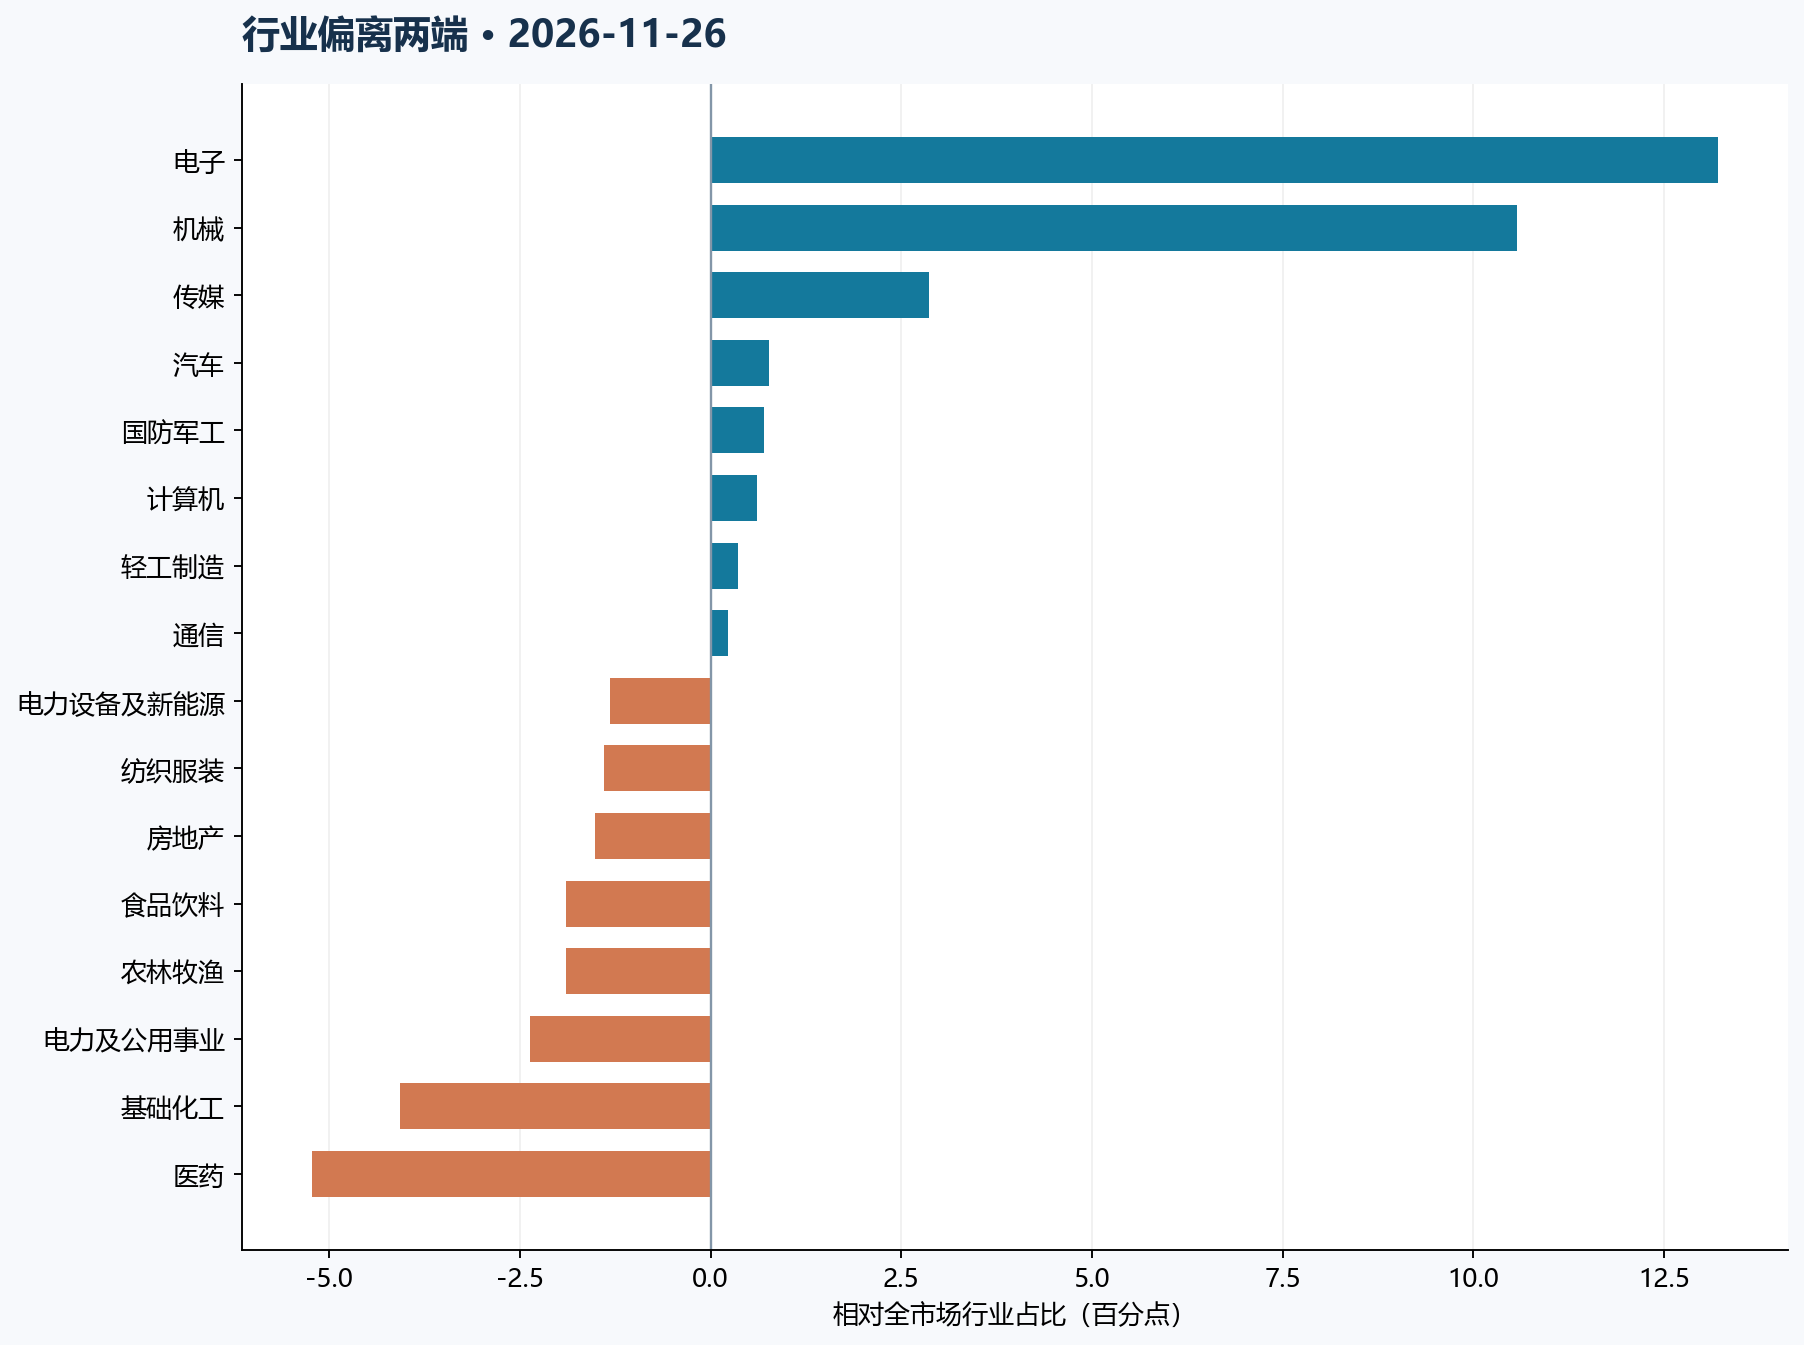 行业偏离两端 • 2026-11-26
电子
机械
传媒
汽车
国防军工
计算机
轻工制造
通信
电力设备及新能源
纺织服装
房地产
食品饮料
农林牧渔
电力及公用事业
基础化工
医药
-5.0 -2.5 0.0 2.5 5.0 7.5 10.0 12.5
相对全市场行业占比（百分点）